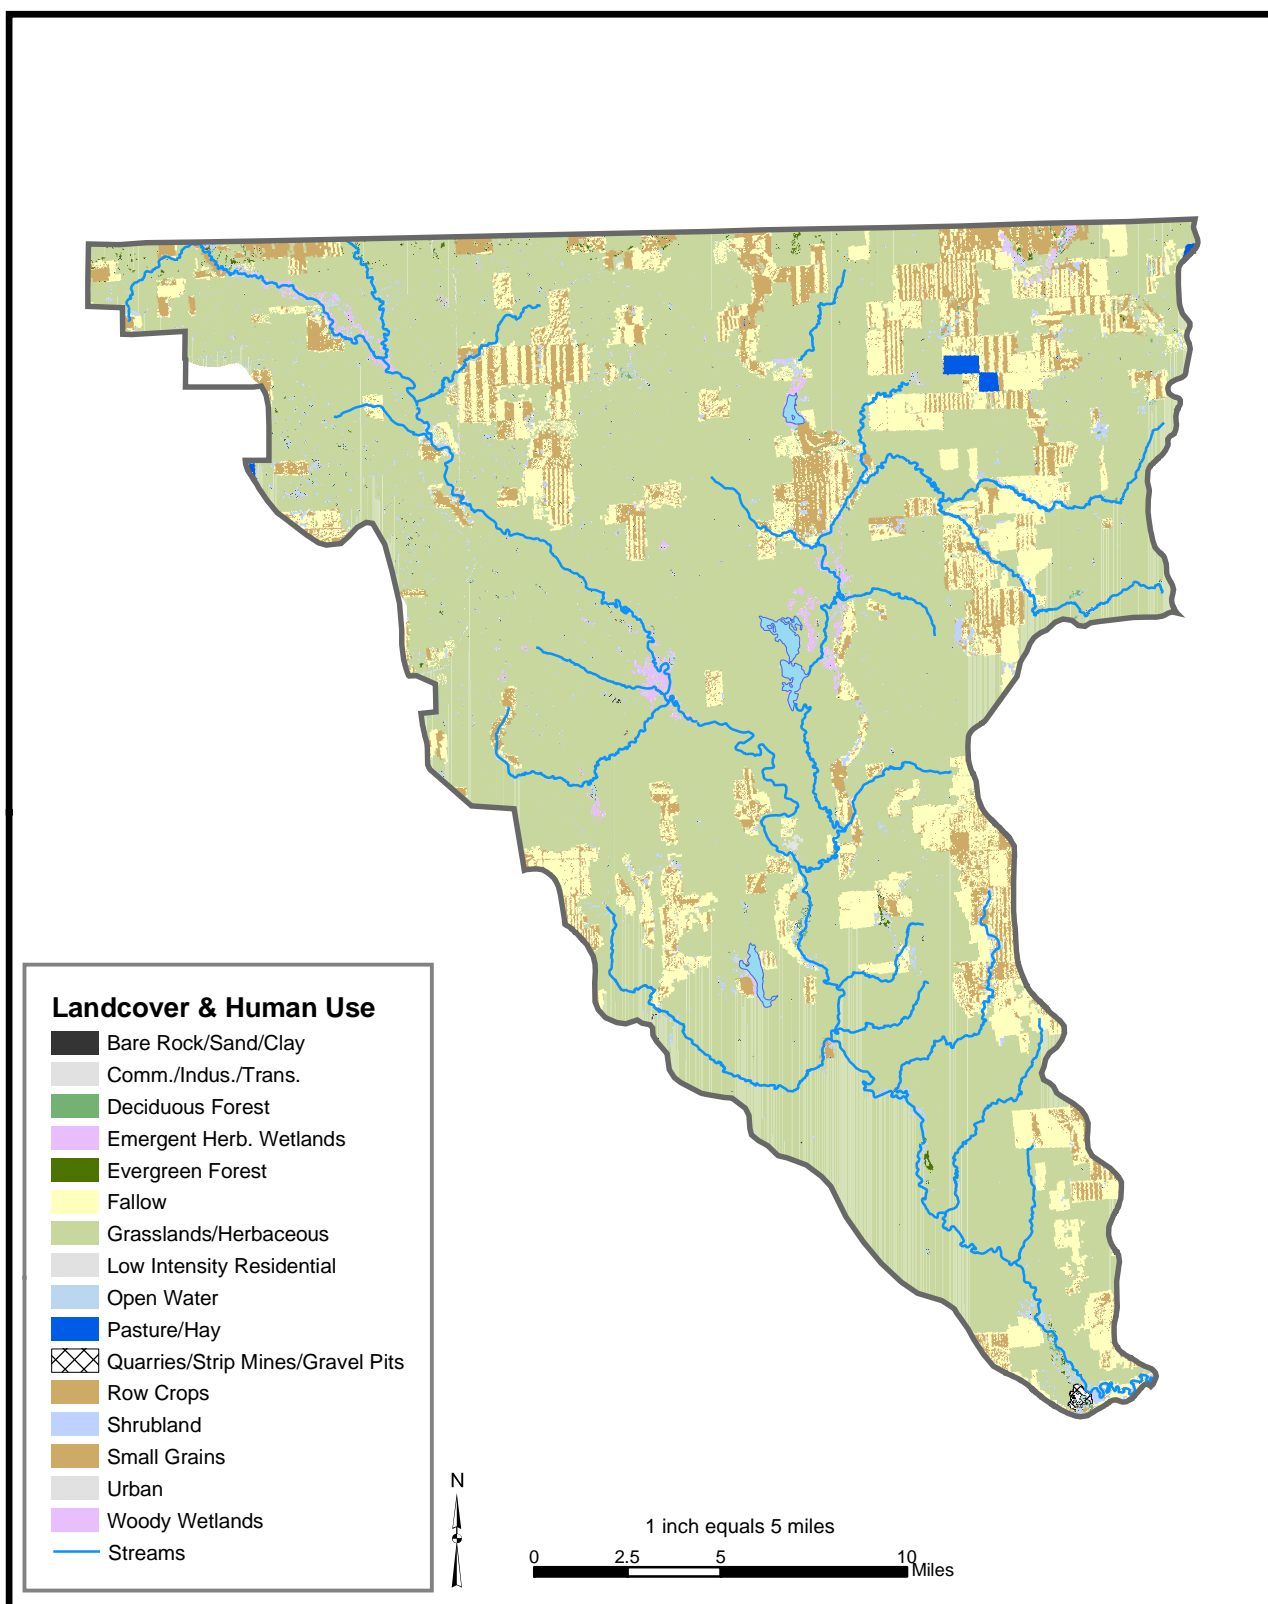 Landcover & Human Use
Bare Rock/Sand/Clay
Comm./Indus./Trans.
Deciduous Forest
Emergent Herb. Wetlands
Evergreen Forest
Fallow
Grasslands/Herbaceous
Low Intensity Residential
Open Water
Pasture/Hay
Quarries/Strip Mines/Gravel Pits
Row Crops
Shrubland
Small Grains
Urban
Woody Wetlands
Streams
N
1 inch equals 5 miles
0 2.5 5 10
Miles